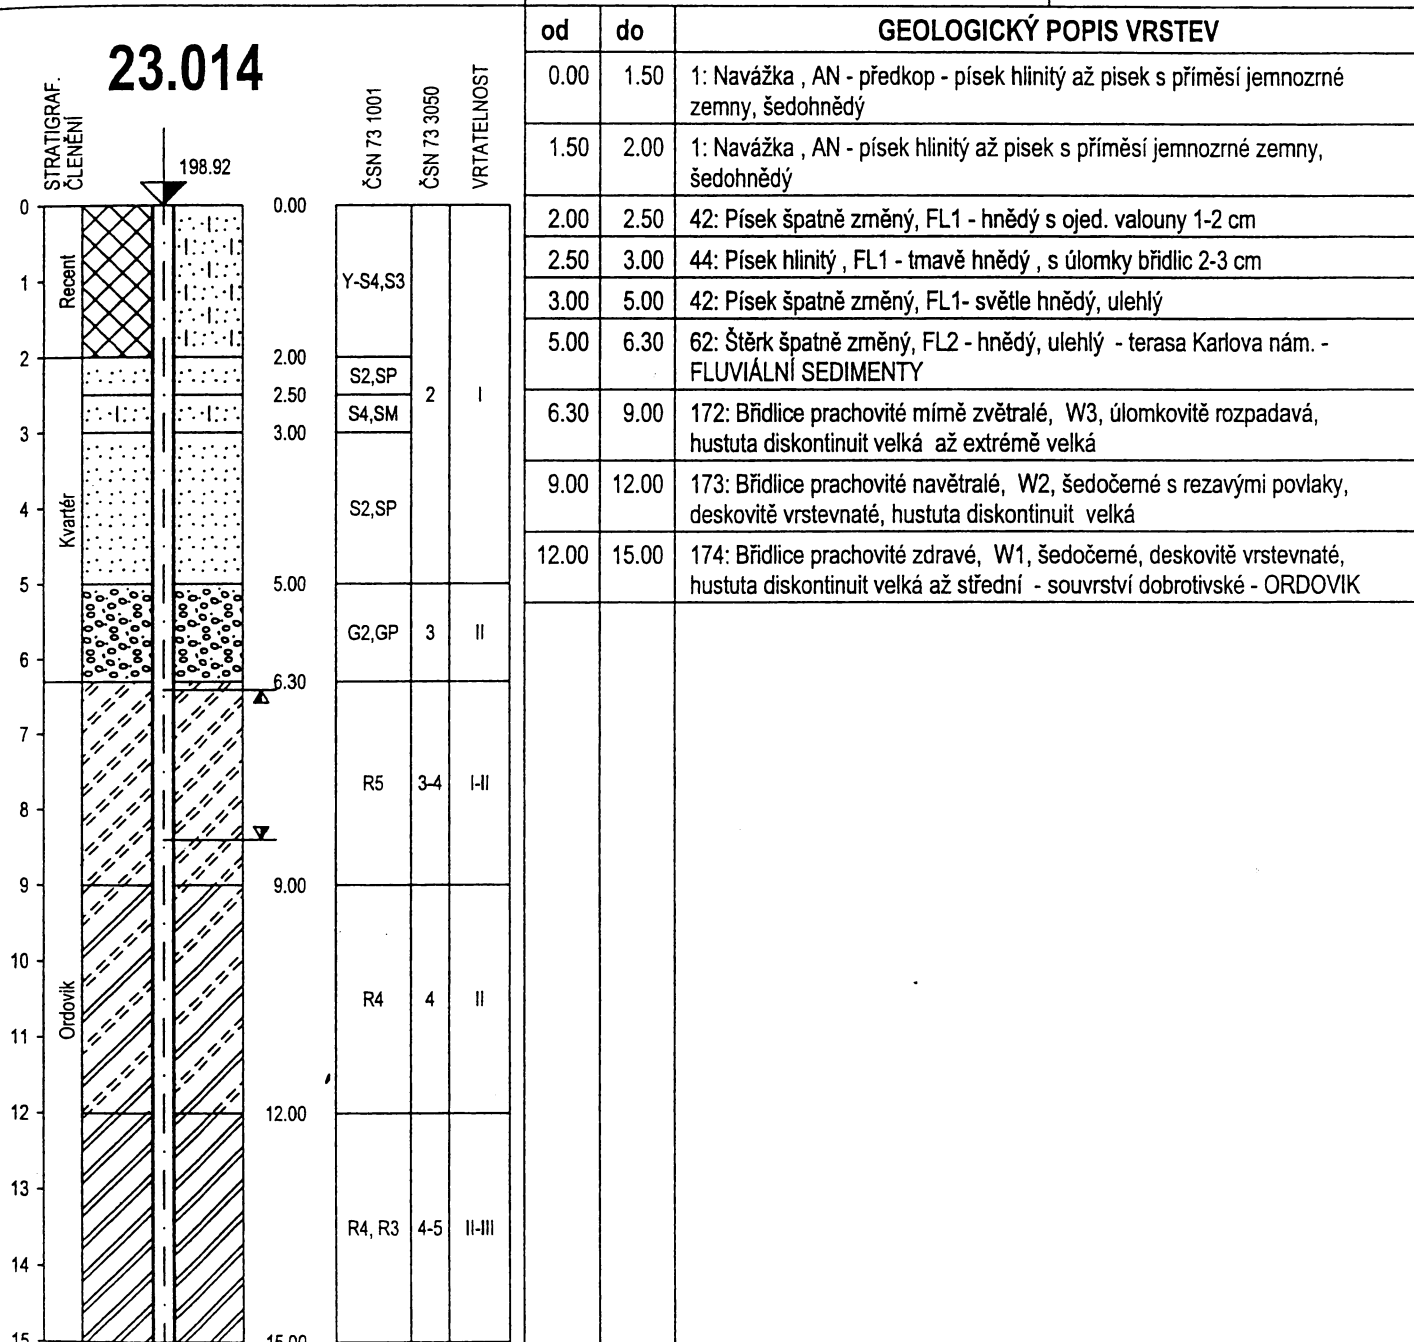 23.014
STRATIGRAF.
ČLENĚNÍ
198.92
ČSN 73 1001
ČSN 73 3050
VRTATELNOST
0
1
2
3
4
5
6
7
8
9
10
11
12
13
14
15
Recent
Kvartér
Ordovik
0.00
2.00
2.50
3.00
5.00
6.30
9.00
12.00
15.00
Y-S4,S3
S2,SP
S4,SM
2 I
S2,SP
G2,GP 3 II
R5 3-4 I-II
R4 4 II
R4, R3 4-5 II-III
od do GEOLOGICKÝ POPIS VRSTEV
0.00 1.50 1: Navážka , AN - předkop - písek hlinitý až pisek s příměsí jemnozrné
zemny, šedohnědý
1.50 2.00 1: Navážka , AN - písek hlinitý až pisek s příměsí jemnozrné zemny,
šedohnědý
2.00 2.50 42: Písek špatně změný, FL1 - hnědý s ojed. valouny 1-2 cm
2.50 3.00 44: Písek hlinitý , FL1 - tmavě hnědý , s úlomky břidlic 2-3 cm
3.00 5.00 42: Písek špatně změný, FL1- světle hnědý, ulehlý
5.00 6.30 62: Štěrk špatně změný, FL2 - hnědý, ulehlý - terasa Karlova nám. -
FLUVIÁLNÍ SEDIMENTY
6.30 9.00 172: Břidlice prachovité mírně zvětralé, W3, úlomkovitě rozpadavá,
hustuta diskontinuit velká až extrémě velká
9.00 12.00 173: Břidlice prachovité navětralé, W2, šedočerné s rezavými povlaky,
deskovitě vrstevnaté, hustuta diskontinuit velká
12.00 15.00 174: Břidlice prachovité zdravé, W1, šedočerné, deskovitě vrstevnaté,
hustuta diskontinuit velká až střední - souvrství dobrotivské - ORDOVIK